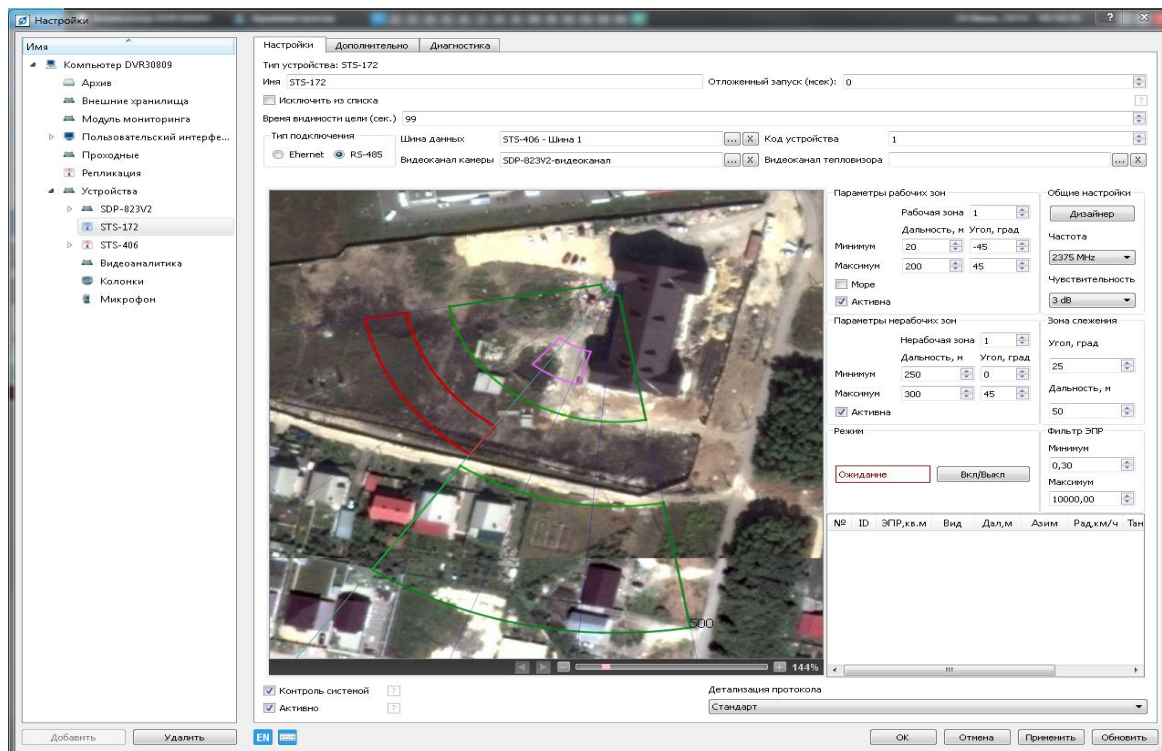 Настройки
Имя
Компьютер DVR30809
Архив
Внешние хранилища
Модуль мониторинга
Пользовательский интерфе...
Проходные
Репликация
Устройства
SDP-823V2
STS-172
STS-406
Видеоаналитика
Колонки
Микрофон
Добавить Удалить
Настройки Дополнительно Диагностика
Тип устройства: STS-172
Имя STS-172 Отложенный запуск (мсек): 0
Исключить из списка ?
Время видимости цели (сек.) 99
Тип подключения
Ehernet RS-485
Шина данных STS-406 - Шина 1 ... X Код устройства 1
Видеоканал камеры SDP-823V2-видеоканал ... X Видеоканал тепловизора ... X
500
144%
Параметры рабочих зон
Рабочая зона 1
Дальность, м Угол, град
Минимум 20 -45
Максимум 200 45
Море
Активна
Общие настройки
Дизайнер
Частота
2375 MHz
Чувствительность
3 dB
Параметры нерабочих зон
Нерабочая зона 1
Дальность, м Угол, град
Минимум 250 0
Максимум 300 45
Активна
Зона слежения
Угол, град
25
Дальность, м
50
Режим
Ожидание Вкл/Выкл
Фильтр ЭПР
Минимум
0,30
Максимум
10000,00
№ ID ЭПР,кв.м Вид Дал,м Азим Рад,км/ч Тан
Контроль системой ?
Активно ?
Детализация протокола
Стандарт
EN
ОК Отмена Применить Обновить